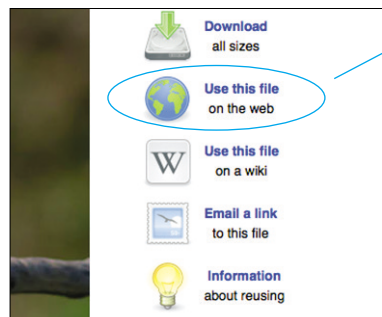 Download
all sizes
Use this file
on the web
W
Use this file
on a wiki
Email a link
to this file
Information
about reusing